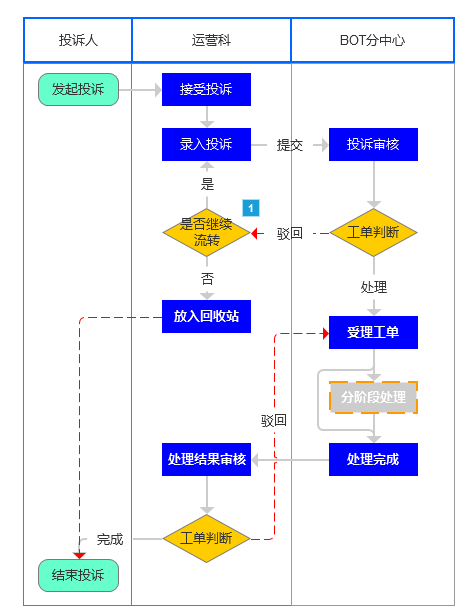 投诉人
运营科
BOT分中心
发起投诉
接受投诉
录入投诉
提交
投诉审核
是
1
是否继续
流转
驳回
工单判断
否
处理
放入回收站
受理工单
分阶段处理
驳回
处理结果审核
处理完成
完成
工单判断
结束投诉